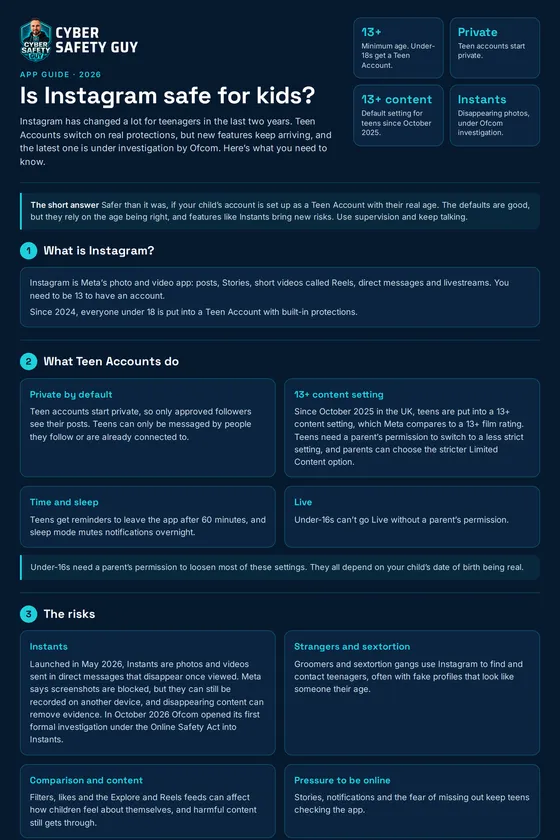 CYBER
SAFETY
GUY
CYBER
SAFETY GUY
APP GUIDE · 2026
Is Instagram safe for kids?
Instagram has changed a lot for teenagers in the last two years. Teen
Accounts switch on real protections, but new features keep arriving, and
the latest one is under investigation by Ofcom. Here's what you need to
know.
13+
Minimum age. Under-
18s get a Teen
Account.
Private
Teen accounts start
private.
13+ content
Default setting for
teens since October
2025.
Instants
Disappearing photos,
under Ofcom
investigation.
The short answer Safer than it was, if your child's account is set up as a Teen Account with their real age. The defaults are good,
but they rely on the age being right, and features like Instants bring new risks. Use supervision and keep talking.
1 What is Instagram?
Instagram is Meta's photo and video app: posts, Stories, short videos called Reels, direct messages and livestreams. You
need to be 13 to have an account.
Since 2024, everyone under 18 is put into a Teen Account with built-in protections.
2 What Teen Accounts do
Private by default
Teen accounts start private, so only approved followers
see their posts. Teens can only be messaged by people
they follow or are already connected to.
13+ content setting
Since October 2025 in the UK, teens are put into a 13+
content setting, which Meta compares to a 13+ film rating.
Teens need a parent's permission to switch to a less strict
setting, and parents can choose the stricter Limited
Content option.
Time and sleep
Teens get reminders to leave the app after 60 minutes, and
sleep mode mutes notifications overnight.
Live
Under-16s can't go Live without a parent's permission.
Under-16s need a parent's permission to loosen most of these settings. They all depend on your child's date of birth being real.
3 The risks
Instants
Launched in May 2026, Instants are photos and videos
sent in direct messages that disappear once viewed. Meta
says screenshots are blocked, but they can still be
recorded on another device, and disappearing content can
remove evidence. In October 2026 Ofcom opened its first
formal investigation under the Online Safety Act into
Instants.
Strangers and sextortion
Groomers and sextortion gangs use Instagram to find and
contact teenagers, often with fake profiles that look like
someone their age.
Comparison and content
Filters, likes and the Explore and Reels feeds can affect
how children feel about themselves, and harmful content
still gets through.
Pressure to be online
Stories, notifications and the fear of missing out keep teens
checking the app.